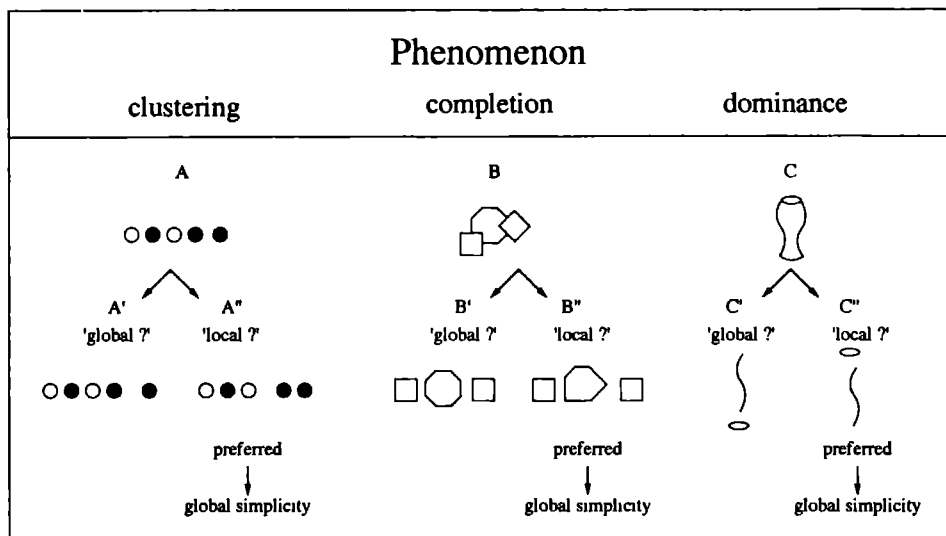 Phenomenon
clustering completion dominance
A B C
A' A" B' B" C' C"
'global ?' 'local ?' 'global ?' 'local ?' 'global ?' 'local ?'
preferred preferred preferred
global simplicity global simplicity global simplicity